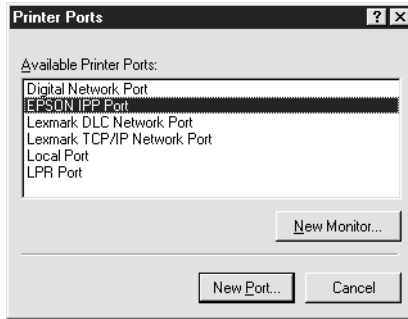 Printer Ports
Available Printer Ports:
Digital Network Port
EPSON IPP Port
Lexmark DLC Network Port
Lexmark TCP/IP Network Port
Local Port
LPR Port
New Monitor...
New Port...
Cancel